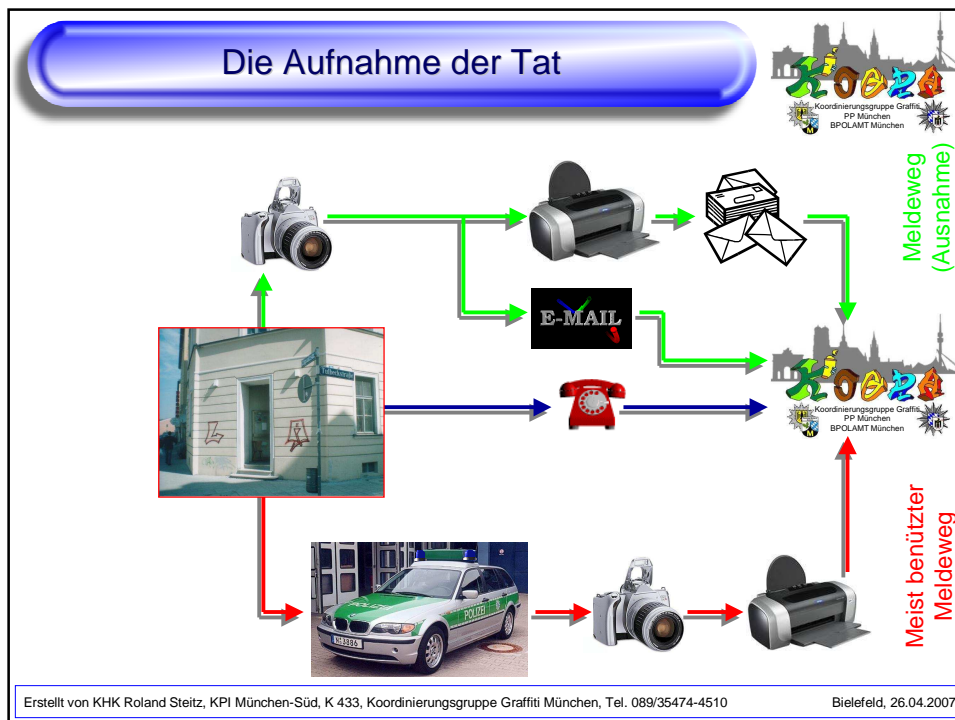 Die Aufnahme der Tat
Koordinierungsgruppe Graffiti
PP München
BPOLAMT München
Meldeweg
(Ausnahme)
E-MAIL
Koordinierungsgruppe Graffiti
PP München
BPOLAMT München
POLIZEI
POLIZEI
Meist benützter
Meldeweg
Erstellt von KHK Roland Steitz, KPI München-Süd, K 433, Koordinierungsgruppe Graffiti München, Tel. 089/35474-4510
Bielefeld, 26.04.2007